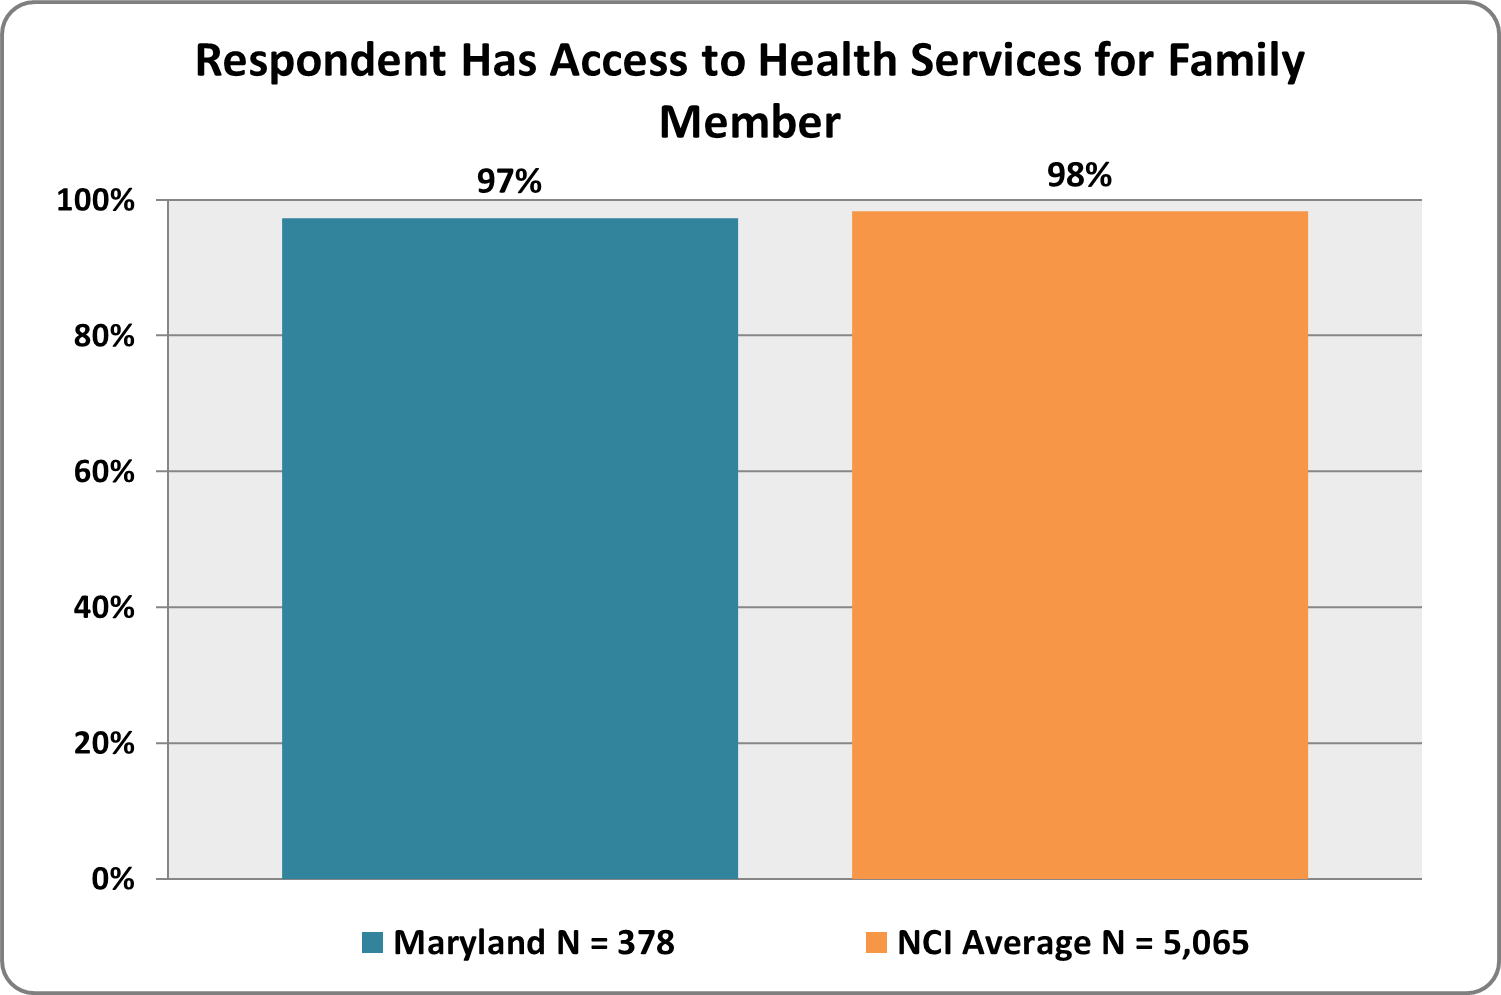 Respondent Has Access to Health Services for Family
Member
97%
98%
100%
80%
60%
40%
20%
0%
Maryland N = 378
NCI Average N = 5,065